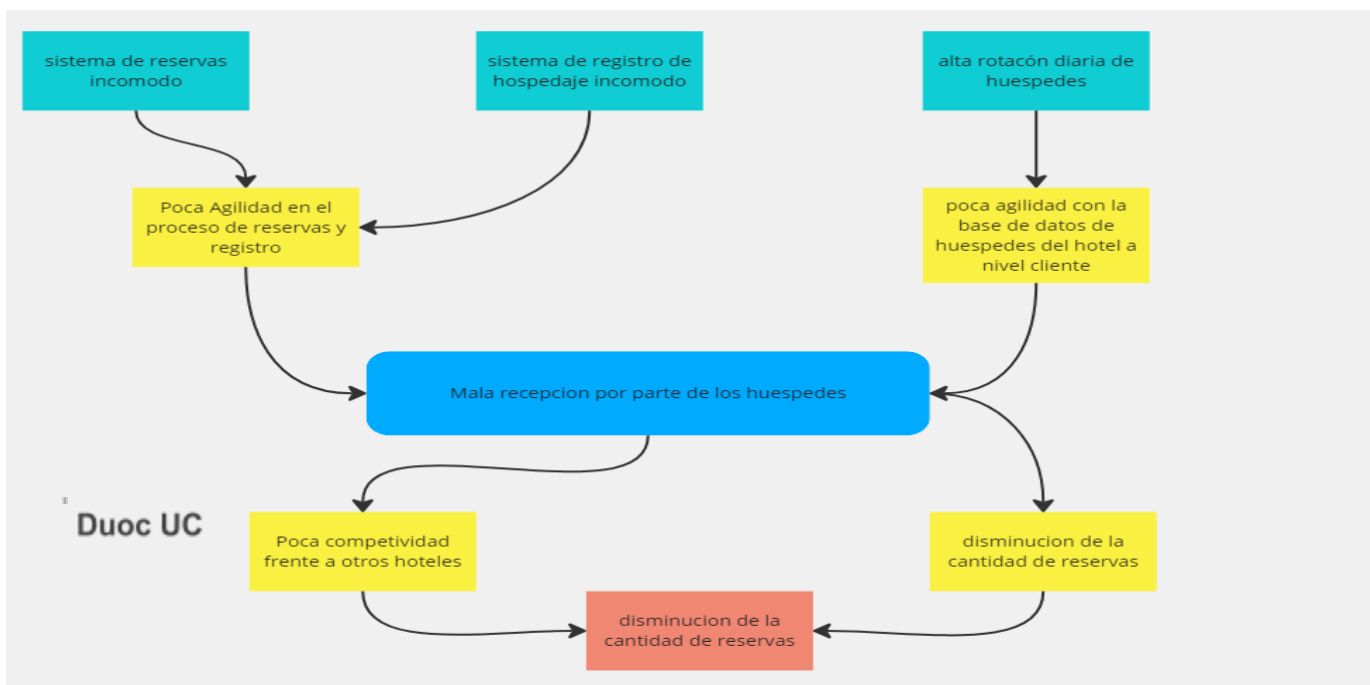 sistema de reservas
incomodo
sistema de registro de
hospedaje incomodo
alta rotacón diaria de
huespedes
Poca Agilidad en el
proceso de reservas y
registro
poca agilidad con la
base de datos de
huespedes del hotel a
nivel cliente
Mala recepcion por parte de los huespedes
Duoc UC
Poca competividad
frente a otros hoteles
disminucion de la
cantidad de reservas
disminucion de la
cantidad de reservas